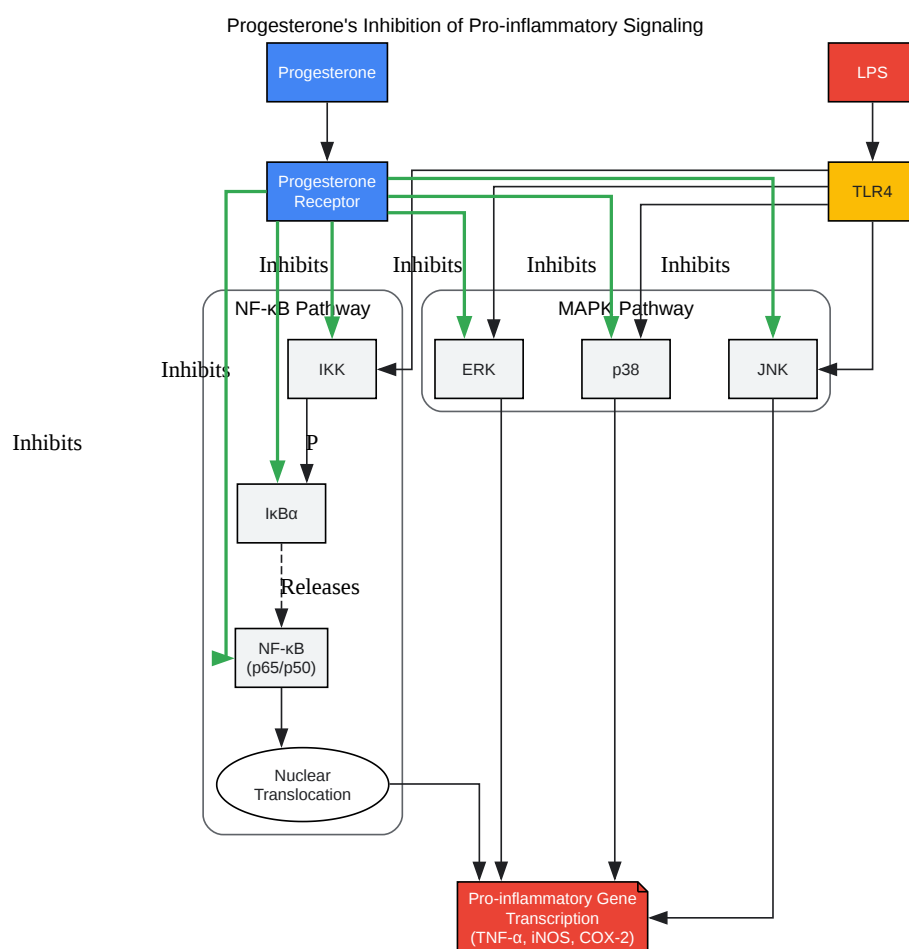 Progesterone's Inhibition of Pro-inflammatory Signaling
Progesterone
LPS
Progesterone
Receptor
TLR4
Inhibits
Inhibits
Inhibits
Inhibits
NF-κB Pathway
MAPK Pathway
Inhibits
IKK
ERK
p38
JNK
Inhibits
P
IκBα
Releases
NF-κB
(p65/p50)
Nuclear
Translocation
Pro-inflammatory Gene
Transcription
(TNF-α, iNOS, COX-2)